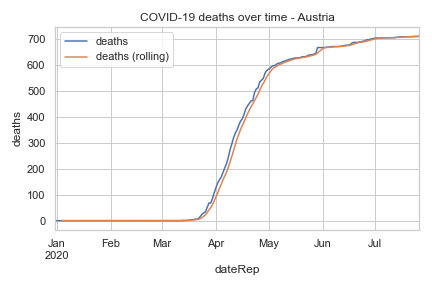 COVID-19 deaths over time - Austria
deaths
deaths (rolling)
700
600
500
400
300
200
100
0
deaths
Jan Feb Mar Apr May Jun Jul
2020
dateRep